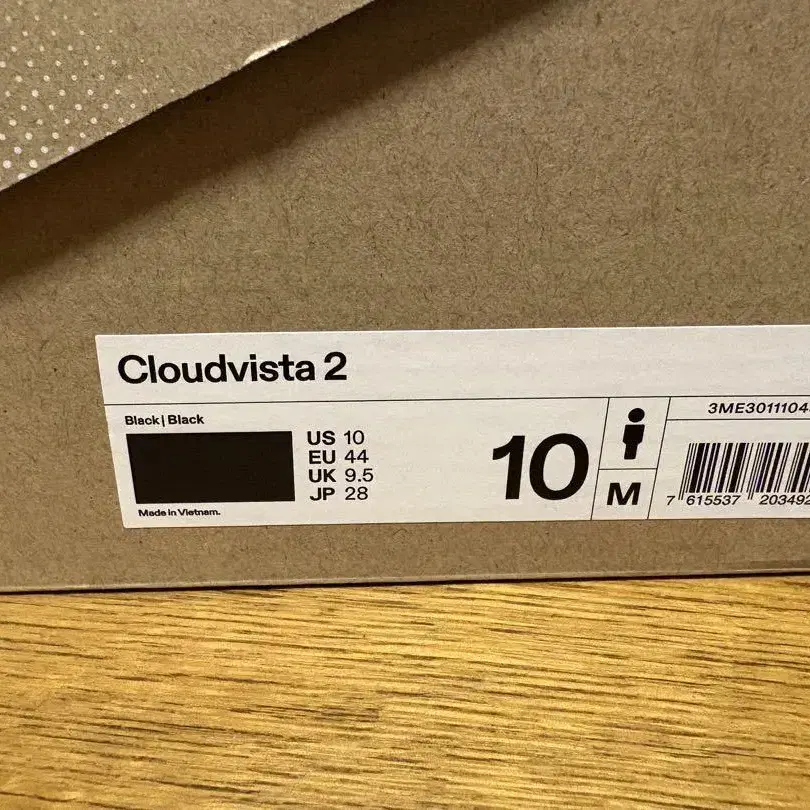 Cloudvista 2
Black | Black
US 10
EU 44
UK 9.5
JP 28
Made in Vietnam.
10
M
3ME3011104
7 615537 203492